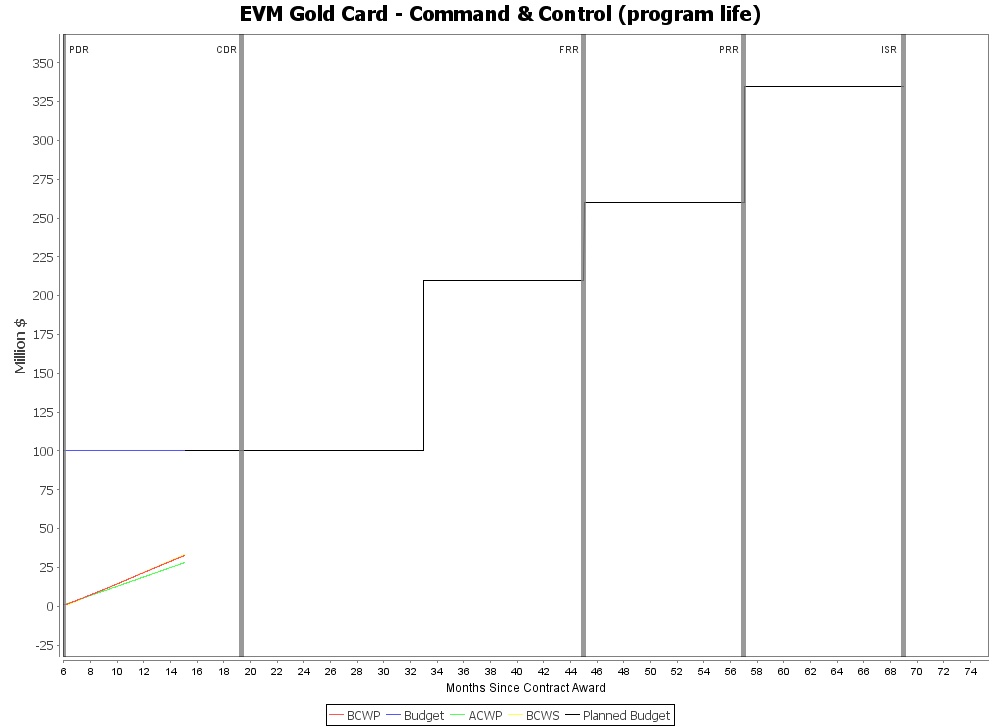 EVM Gold Card - Command & Control (program life)
PDR CDR FRR PRR ISR
350
325
300
275
250
225
200
175
150
125
100
75
50
25
0
-25
Million $
6 8 10 12 14 16 18 20 22 24 26 28 30 32 34 36 38 40 42 44 46 48 50 52 54 56 58 60 62 64 66 68 70 72 74
Months Since Contract Award
BCWP Budget ACWP BCWS Planned Budget